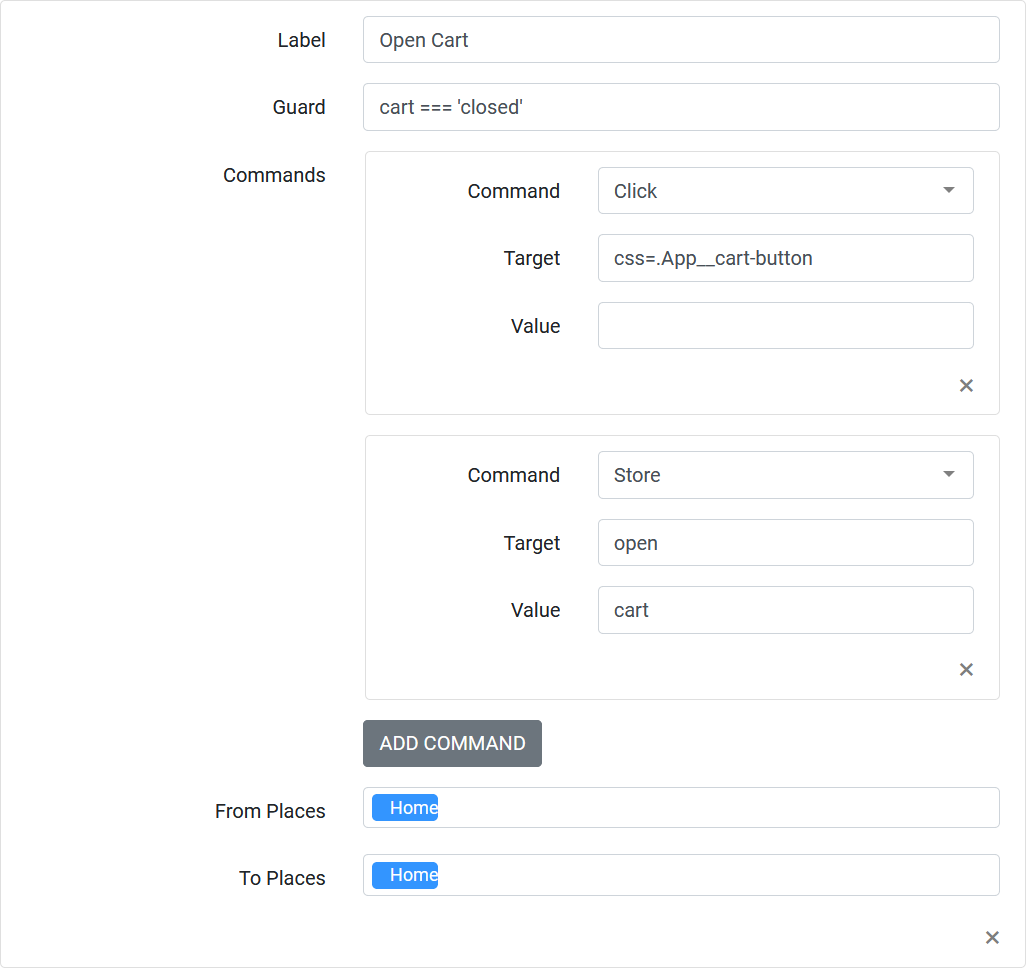 Label Open Cart
Guard cart === 'closed'
Commands
Command Click
Target css=.App__cart-button
Value
×
Command Store
Target open
Value cart
×
ADD COMMAND
From Places Home
To Places Home
×